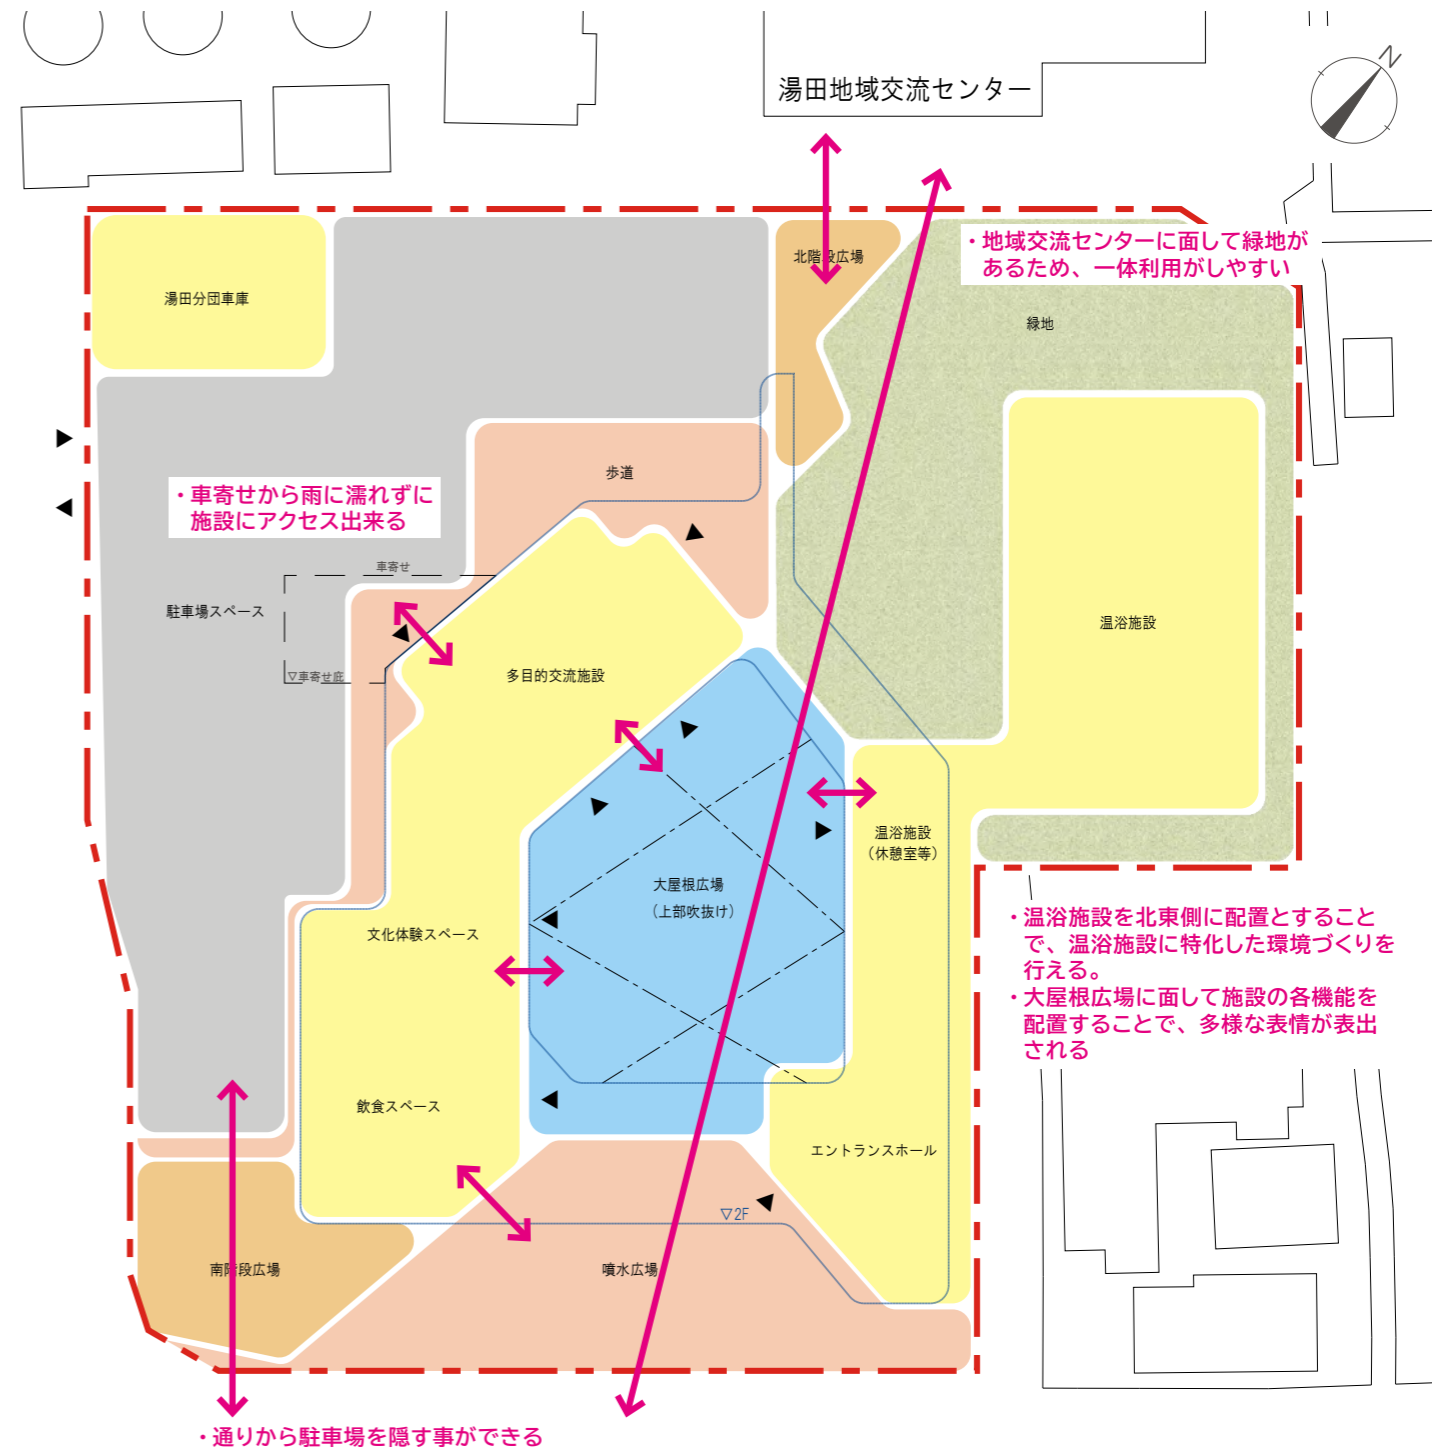 湯田地域交流センター
N
・地域交流センターに面して緑地が
あるため、一体利用がしやすい
北階段広場
湯田分団車庫
緑地
歩道
・車寄せから雨に濡れずに
施設にアクセス出来る
車寄せ
駐車場スペース
▽車寄せ庇
温浴施設
多目的交流施設
温浴施設
（休憩室等）
大屋根広場
（上部吹抜け）
文化体験スペース
・温浴施設を北東側に配置とすること
で、温浴施設に特化した環境づくりを
行える。
・大屋根広場に面して施設の各機能を
配置することで、多様な表情が表出
される
飲食スペース
エントランスホール
▽2F
南階段広場
噴水広場
・通りから駐車場を隠す事ができる